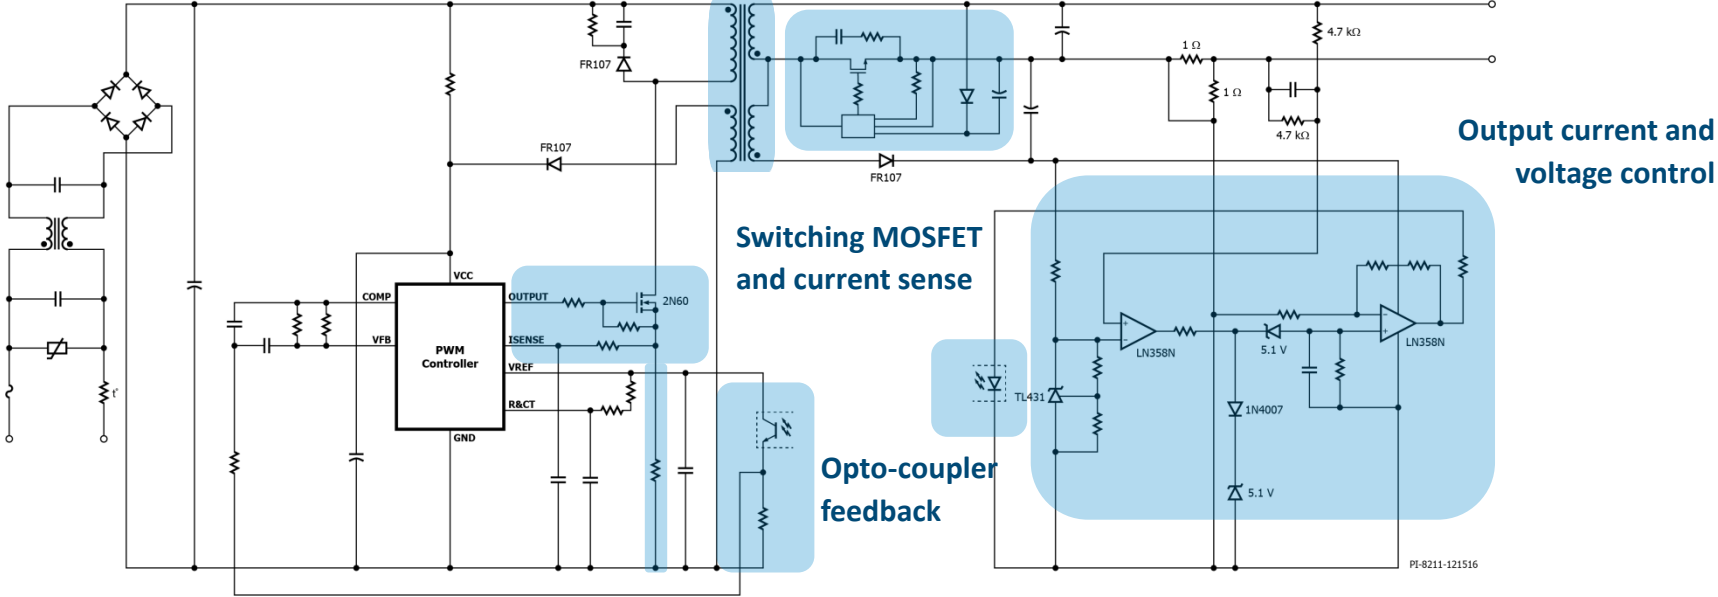 4.7 kΩ
1 Ω
FR107
1 Ω
4.7 kΩ
Output current and
voltage control
FR107
FR107
Switching MOSFET
and current sense
VCC
COMP
OUTPUT
2N60
VFB
ISENSE
PWM
Controller
VREF
R&CT
GND
t°
LN358N
5.1 V
LN358N
TL431
1N4007
5.1 V
Opto-coupler
feedback
PI-8211-121516